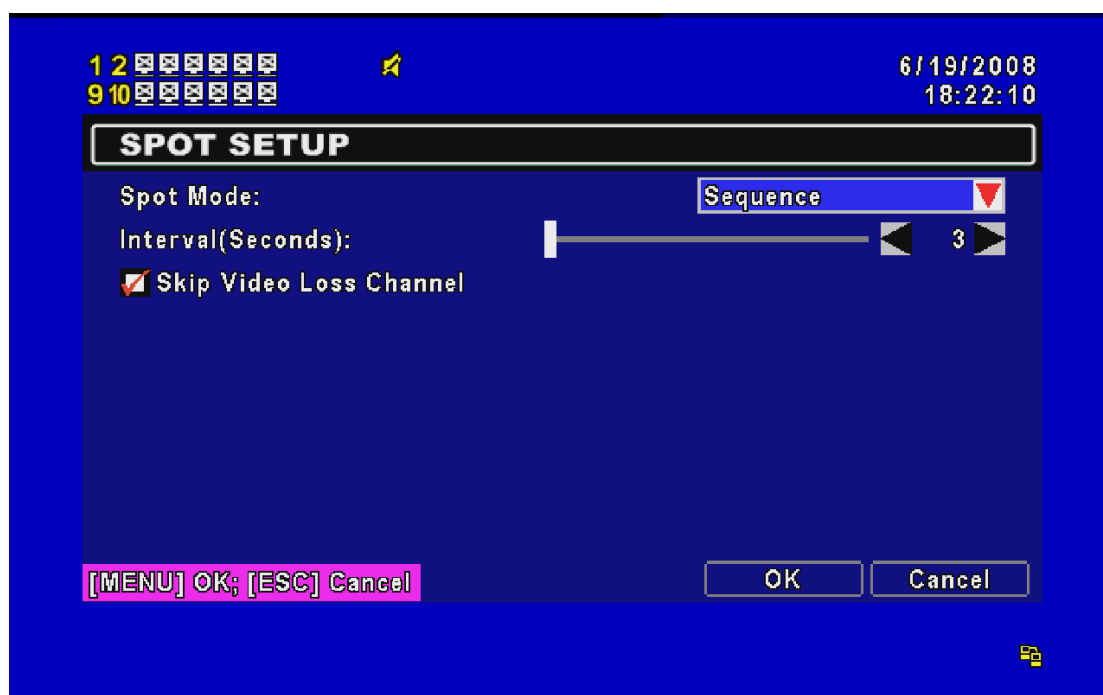 1 2
6/19/2008
9 10
18:22:10
SPOT SETUP
Spot Mode: Sequence
Interval(Seconds): 3
Skip Video Loss Channel
[MENU] OK; [ESC] Cancel
OK Cancel